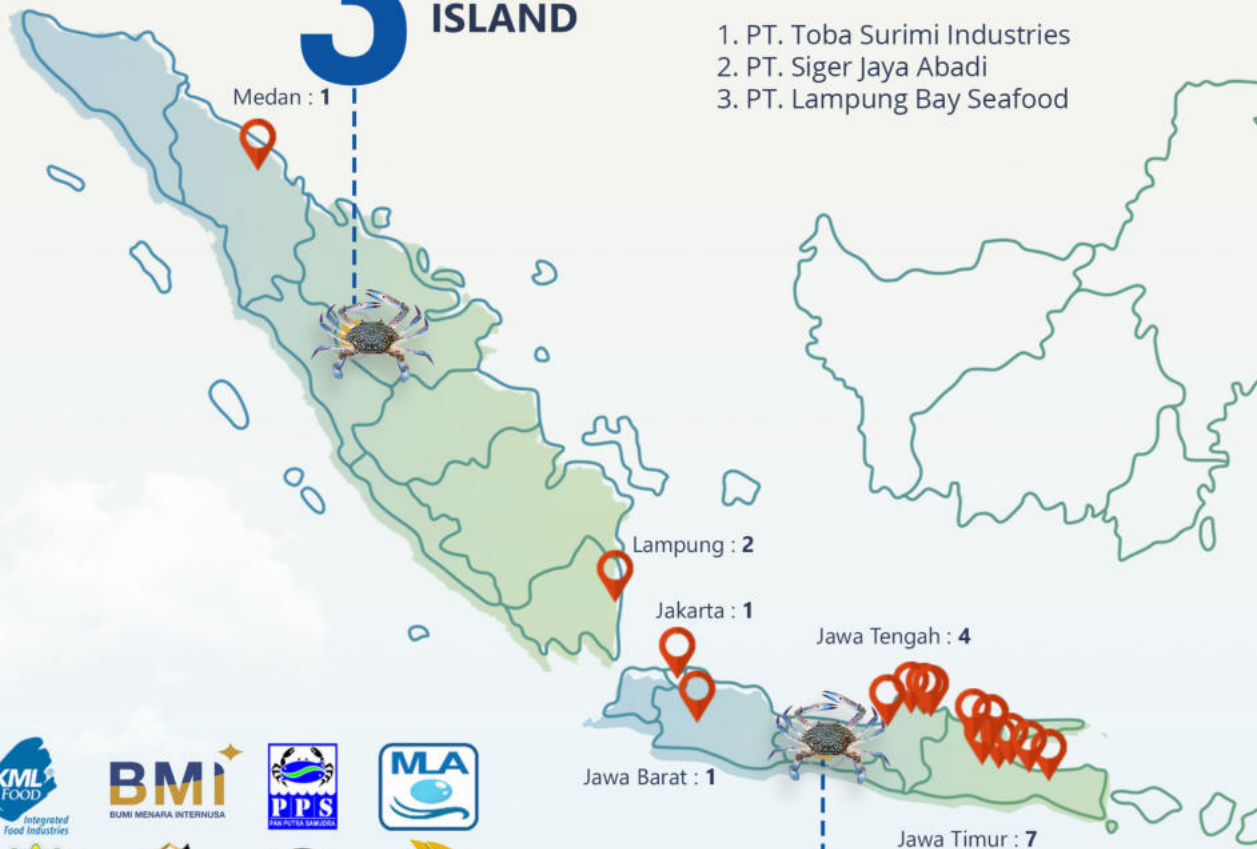 3
ISLAND
1. PT. Toba Surimi Industries
2. PT. Siger Jaya Abadi
3. PT. Lampung Bay Seafood
Medan : 1
Lampung : 2
Jakarta : 1
Jawa Tengah : 4
Jawa Barat : 1
Jawa Timur : 7
KML
FOOD
Integrated
Food Industries
BMI
BUMI MENARA INTERNUSA
PPS
PAN PUTRA SAMUDRA
MLA